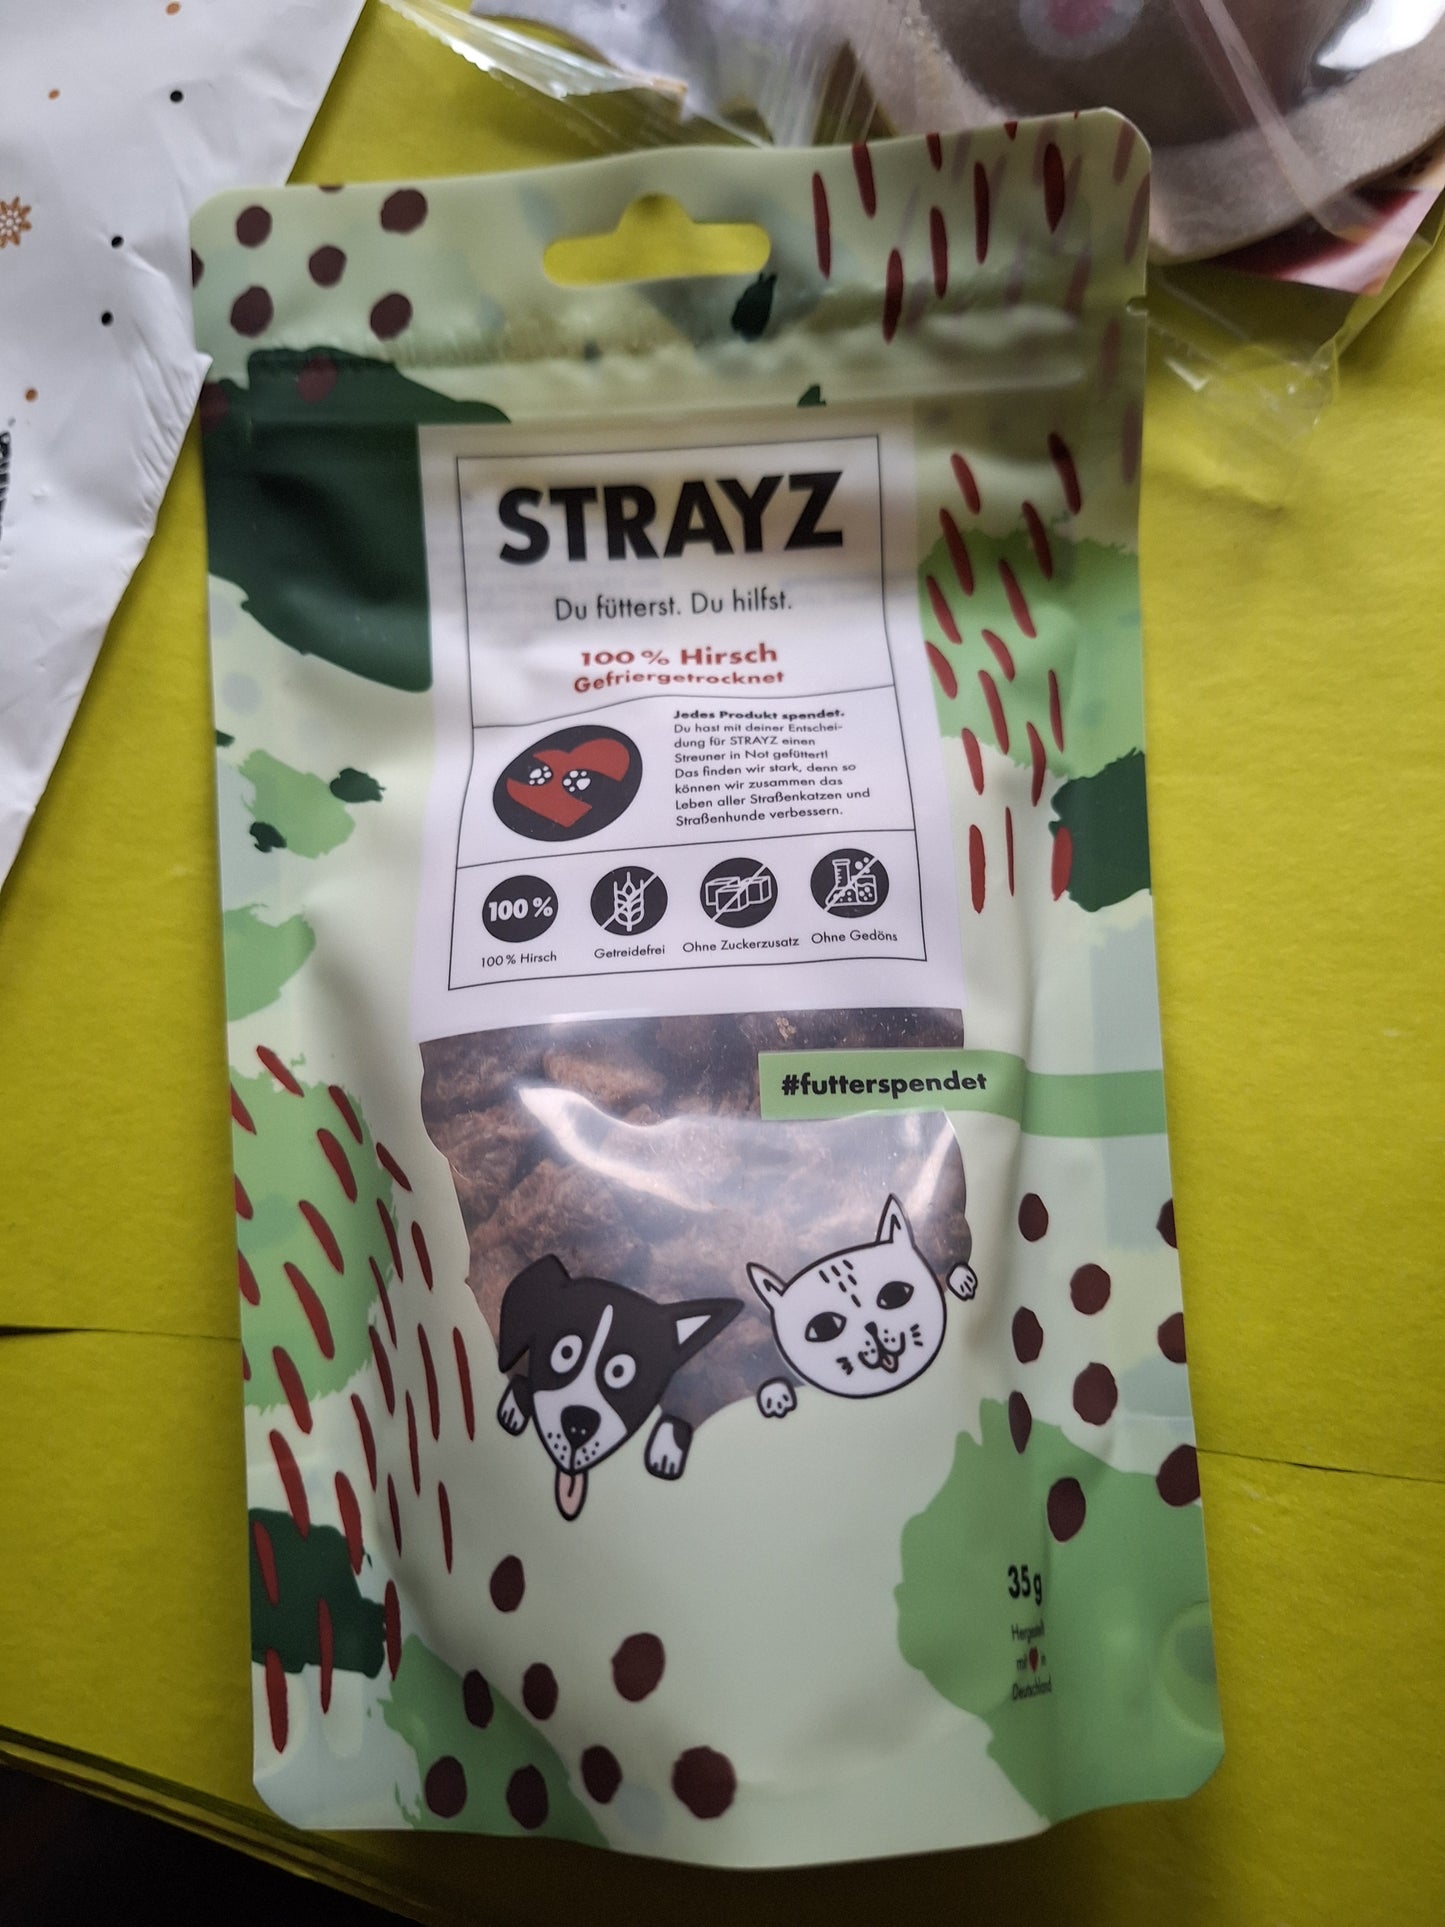 STRAYZ
Du fütterst. Du hilfst.
100 % Hirsch
Gefriergetrocknet
Jedes Produkt spendet.
Du hast mit deiner Entschei-
dung für STRAYZ einen
Streuner in Not gefüttert!
Das finden wir stark, denn so
können wir zusammen das
Leben aller Straßenkatzen und
Straßenhunde verbessern.
100 %
100 % Hirsch
Getreidefrei
Ohne Zuckerzusatz
Ohne Gedöns
#futterspendet
35 g
Hergestellt
mit in
Deutschland